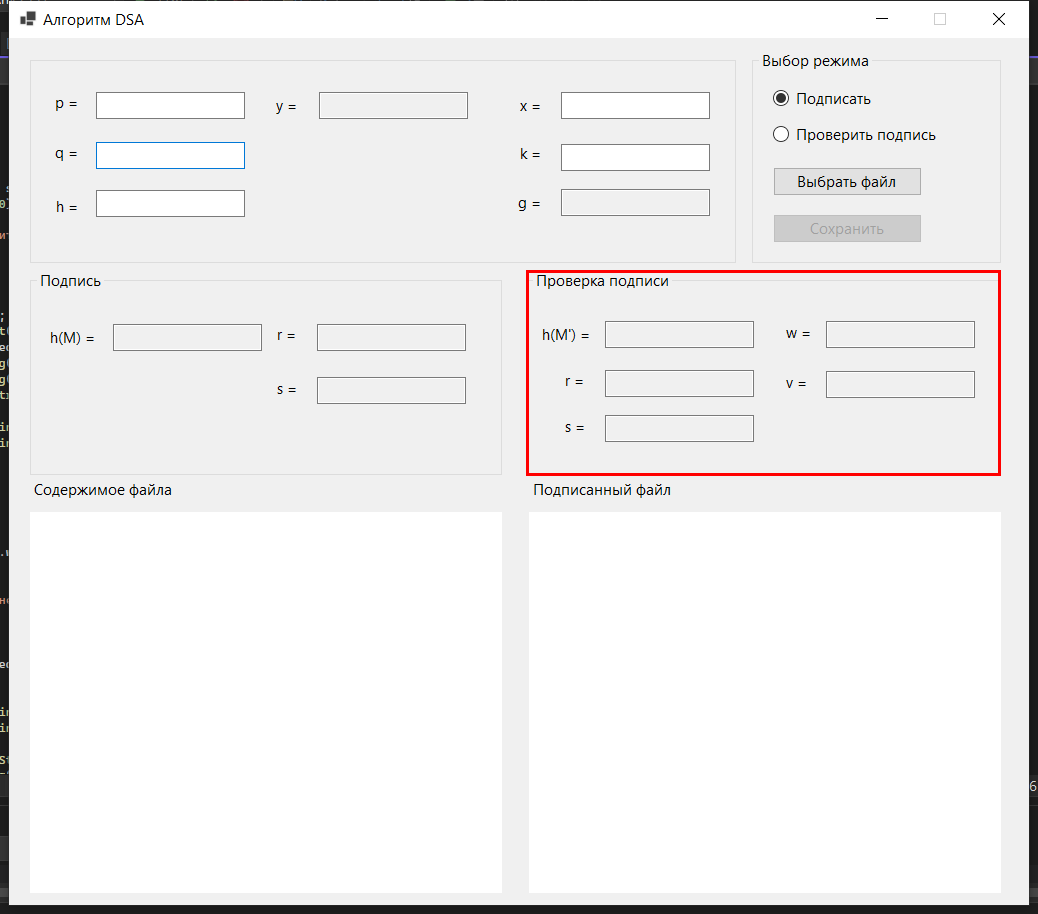 Алгоритм DSA
p =
y =
x =
q =
k =
h =
g =
Выбор режима
Подписать
Проверить подпись
Выбрать файл
Сохранить
Подпись
h(M) =
r =
s =
Проверка подписи
h(M') =
w =
r =
v =
s =
Содержимое файла
Подписанный файл